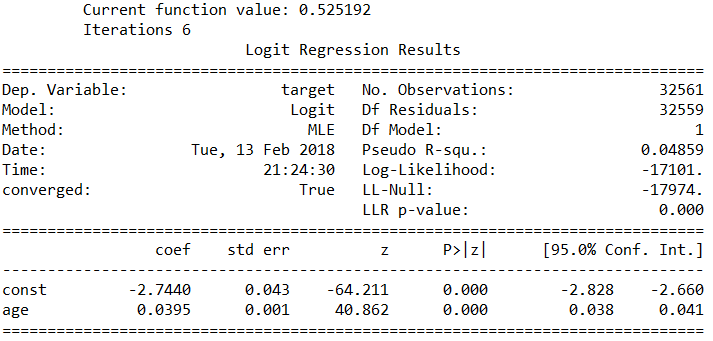 Current function value: 0.525192
Iterations 6
Logit Regression Results
==============================================================================
Dep. Variable: target No. Observations: 32561
Model: Logit Df Residuals: 32559
Method: MLE Df Model: 1
Date: Tue, 13 Feb 2018 Pseudo R-squ.: 0.04859
Time: 21:24:30 Log-Likelihood: -17101.
converged: True LL-Null: -17974.
LLR p-value: 0.000
==============================================================================
coef std err z P>|z| [95.0% Conf. Int.]
------------------------------------------------------------------------------
const -2.7440 0.043 -64.211 0.000 -2.828 -2.660
age 0.0395 0.001 40.862 0.000 0.038 0.041
==============================================================================